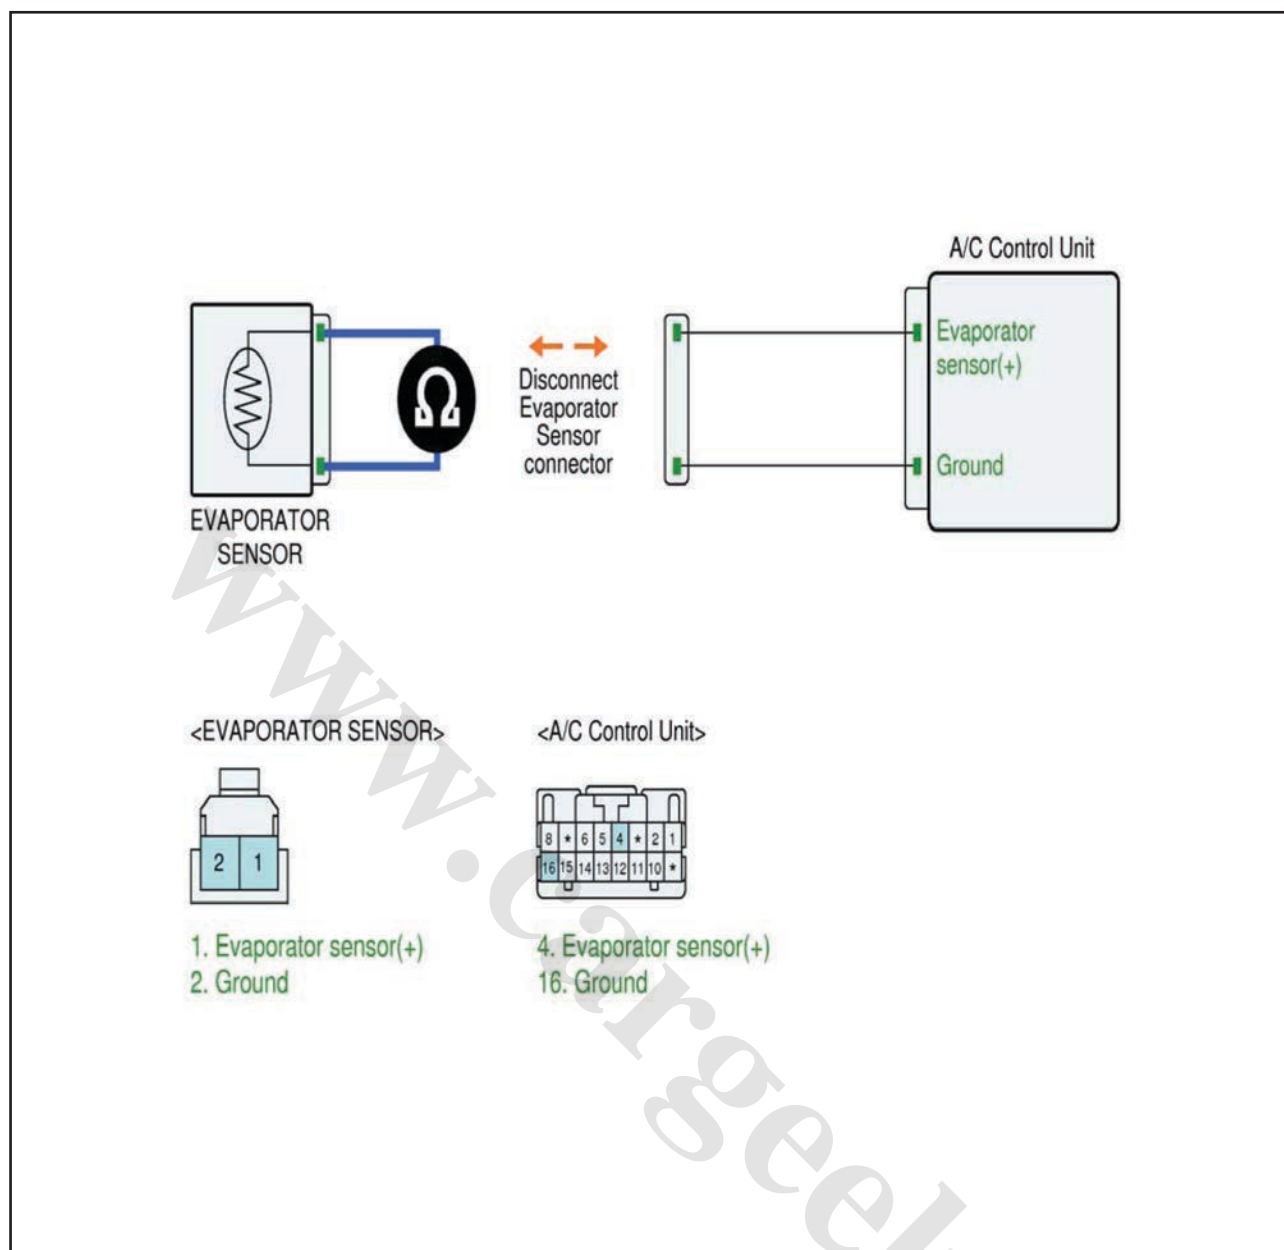 A/C Control Unit
Evaporator
sensor(+)
Ground
Ω
Disconnect
Evaporator
Sensor
connector
EVAPORATOR
SENSOR
<EVAPORATOR SENSOR>
2 1
1. Evaporator sensor(+)
2. Ground
<A/C Control Unit>
8 * 6 5 4 * 2 1
16 15 14 13 12 11 10 *
4. Evaporator sensor(+)
16. Ground
www.cargeek